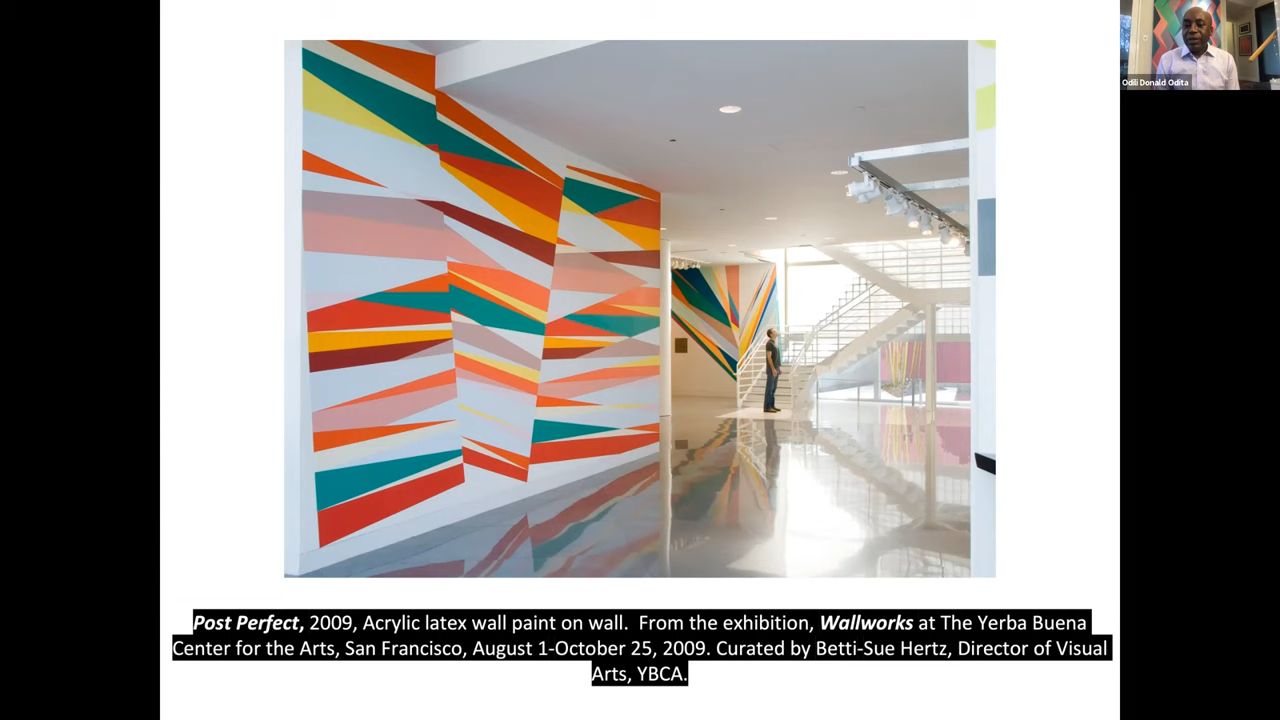 Odili Donald Odita
Post Perfect, 2009, Acrylic latex wall paint on wall. From the exhibition, Wallworks at The Yerba Buena
Center for the Arts, San Francisco, August 1-October 25, 2009. Curated by Betti-Sue Hertz, Director of Visual
Arts, YBCA.